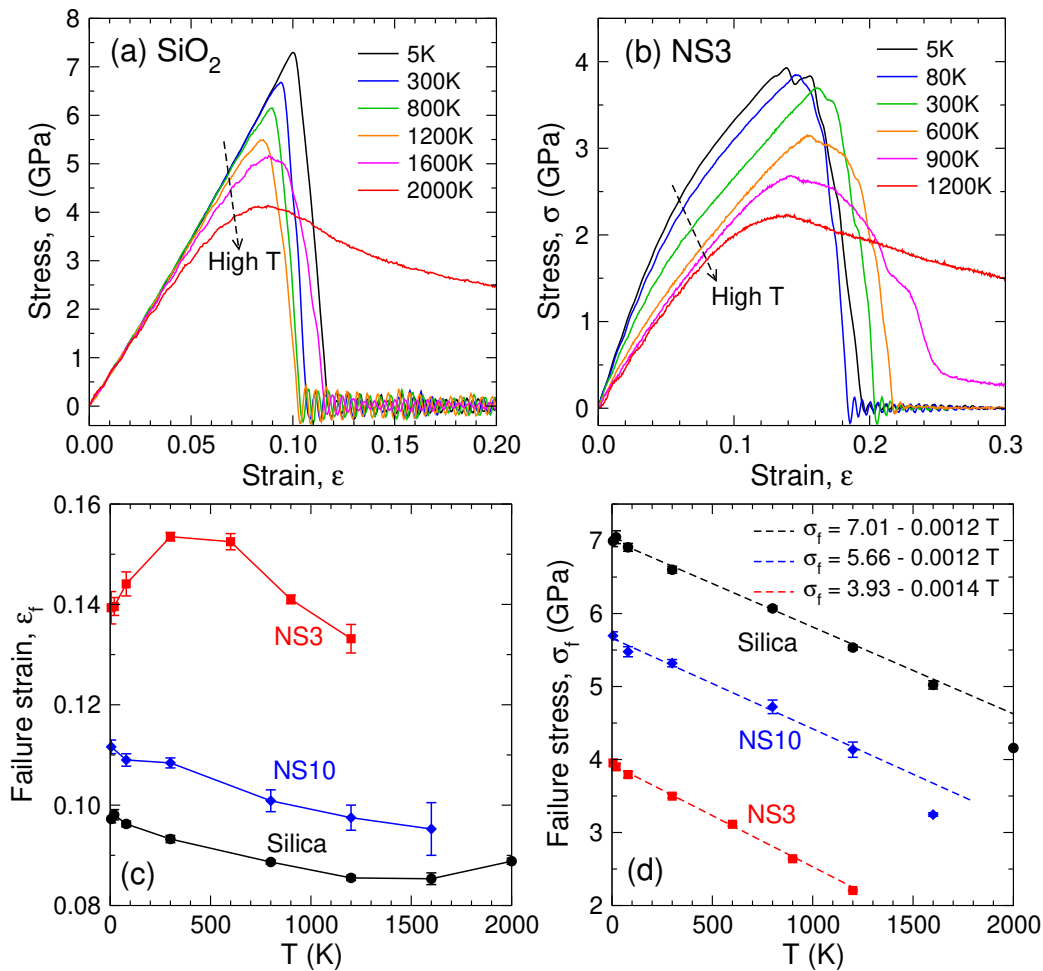 (a) SiO₂
5K
300K
800K
1200K
1600K
2000K
High T
Stress, σ (GPa)
8
7
6
5
4
3
2
1
0
0.00 0.05 0.10 0.15 0.20
Strain, ε
(b) NS3
5K
80K
300K
600K
900K
1200K
High T
Stress, σ (GPa)
4
3
2
1
0
0.0 0.1 0.2 0.3
Strain, ε
0.16
0.14
0.12
0.10
0.08
Failure strain, εf
NS3
NS10
Silica
(c)
0 500 1000 1500 2000
T (K)
σf = 7.01 - 0.0012 T
σf = 5.66 - 0.0012 T
σf = 3.93 - 0.0014 T
8
7
6
5
4
3
2
Failure stress, σf (GPa)
Silica
NS10
NS3
(d)
0 500 1000 1500 2000
T (K)